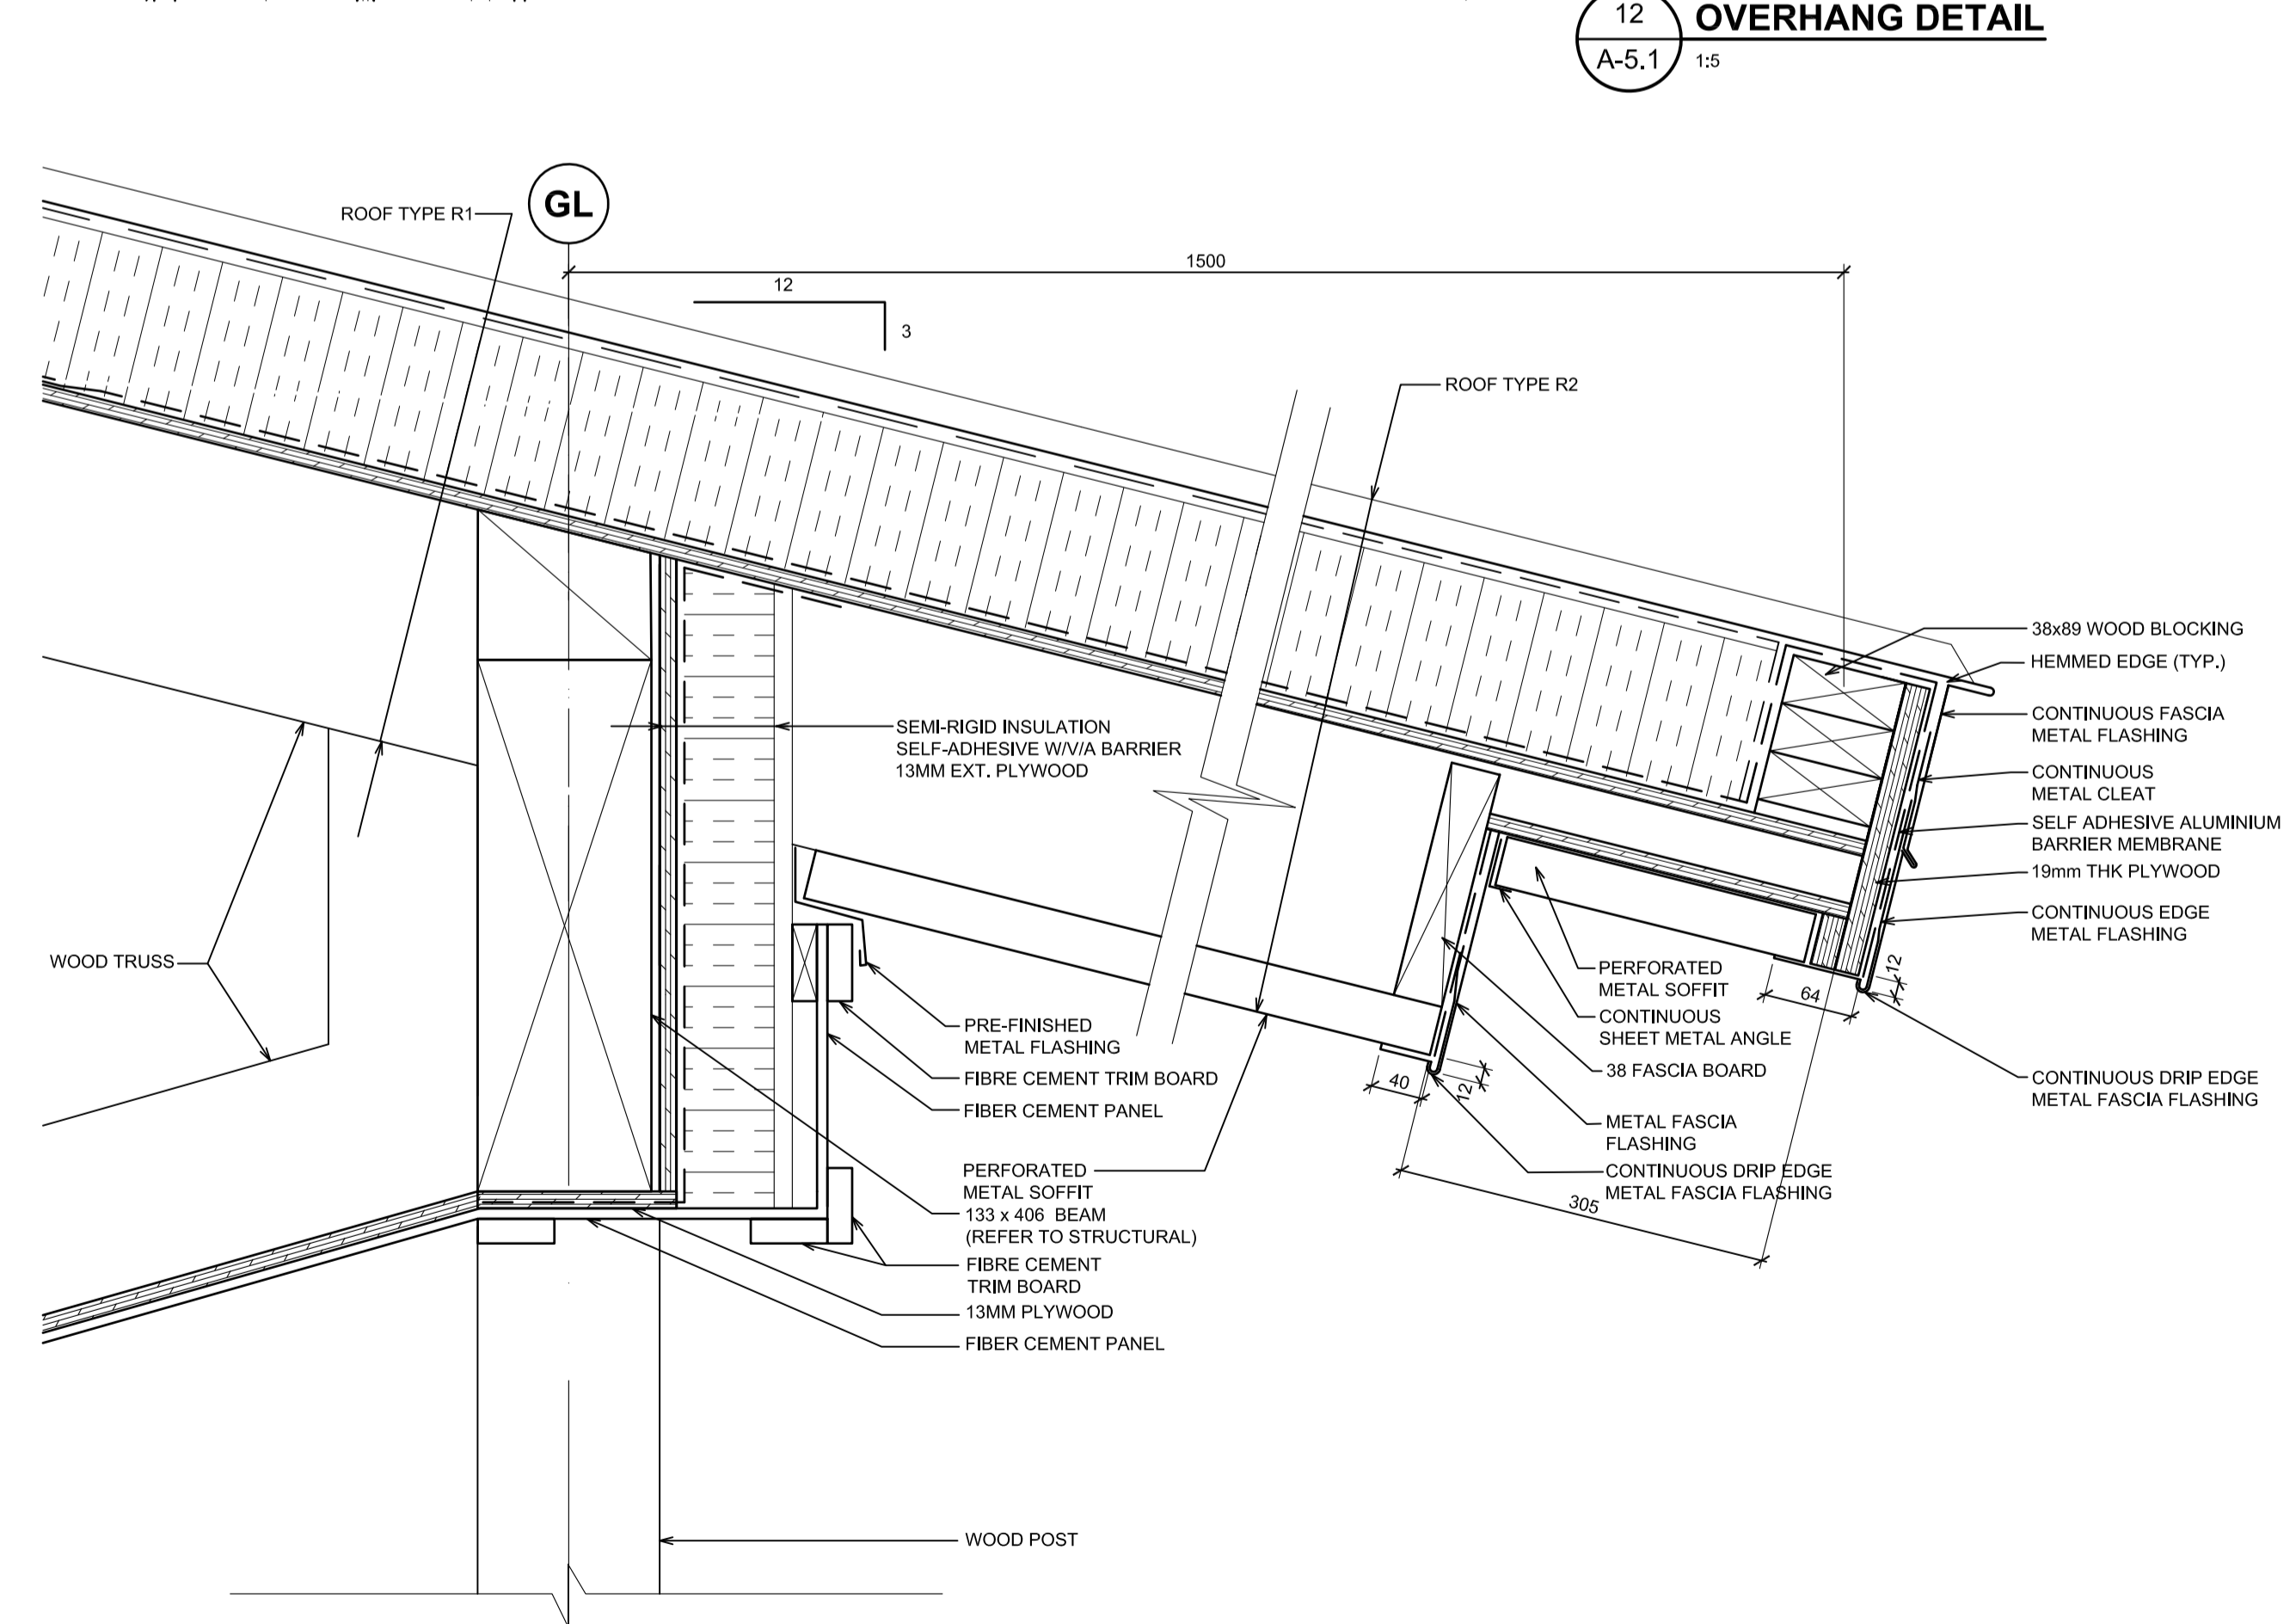 12
OVERHANG DETAIL
A-5.1
1:5
ROOF TYPE R1
GL
1500
12
3
ROOF TYPE R2
38x89 WOOD BLOCKING
HEMMED EDGE (TYP.)
CONTINUOUS FASCIA
METAL FLASHING
CONTINUOUS
METAL CLEAT
SELF ADHESIVE ALUMINIUM
BARRIER MEMBRANE
19mm THK PLYWOOD
CONTINUOUS EDGE
METAL FLASHING
12
64
CONTINUOUS DRIP EDGE
METAL FASCIA FLASHING
SEMI-RIGID INSULATION
SELF-ADHESIVE W/V/A BARRIER
13MM EXT. PLYWOOD
WOOD TRUSS
PERFORATED
METAL SOFFIT
CONTINUOUS
SHEET METAL ANGLE
38 FASCIA BOARD
METAL FASCIA
FLASHING
CONTINUOUS DRIP EDGE
METAL FASCIA FLASHING
40
12
305
PRE-FINISHED
METAL FLASHING
FIBRE CEMENT TRIM BOARD
FIBER CEMENT PANEL
PERFORATED
METAL SOFFIT
133 x 406 BEAM
(REFER TO STRUCTURAL)
FIBRE CEMENT
TRIM BOARD
13MM PLYWOOD
FIBER CEMENT PANEL
WOOD POST